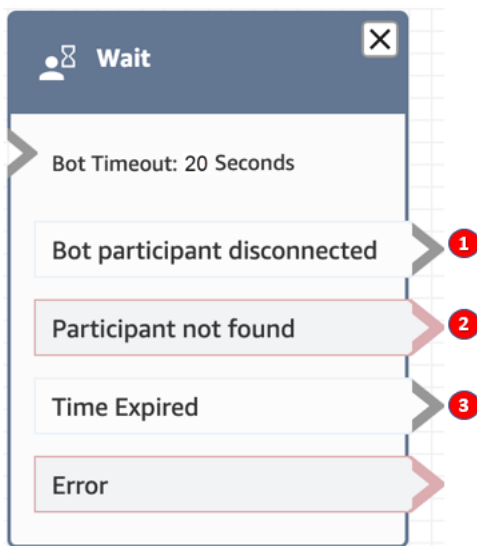 Wait
Bot Timeout: 20 Seconds
Bot participant disconnected
1
Participant not found
2
Time Expired
3
Error